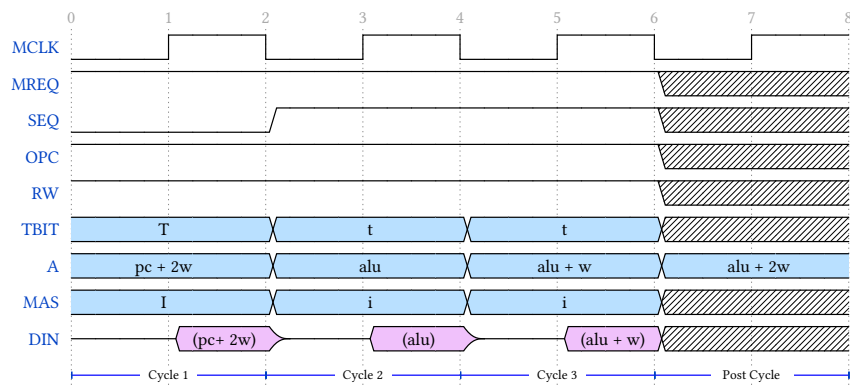 0 1 2 3 4 5 6 7 8
MCLK
MREQ
SEQ
OPC
RW
TBIT T t t
A pc + 2w alu alu + w alu + 2w
MAS I i i
DIN (pc+ 2w) (alu) (alu + w)
Cycle 1 Cycle 2 Cycle 3 Post Cycle